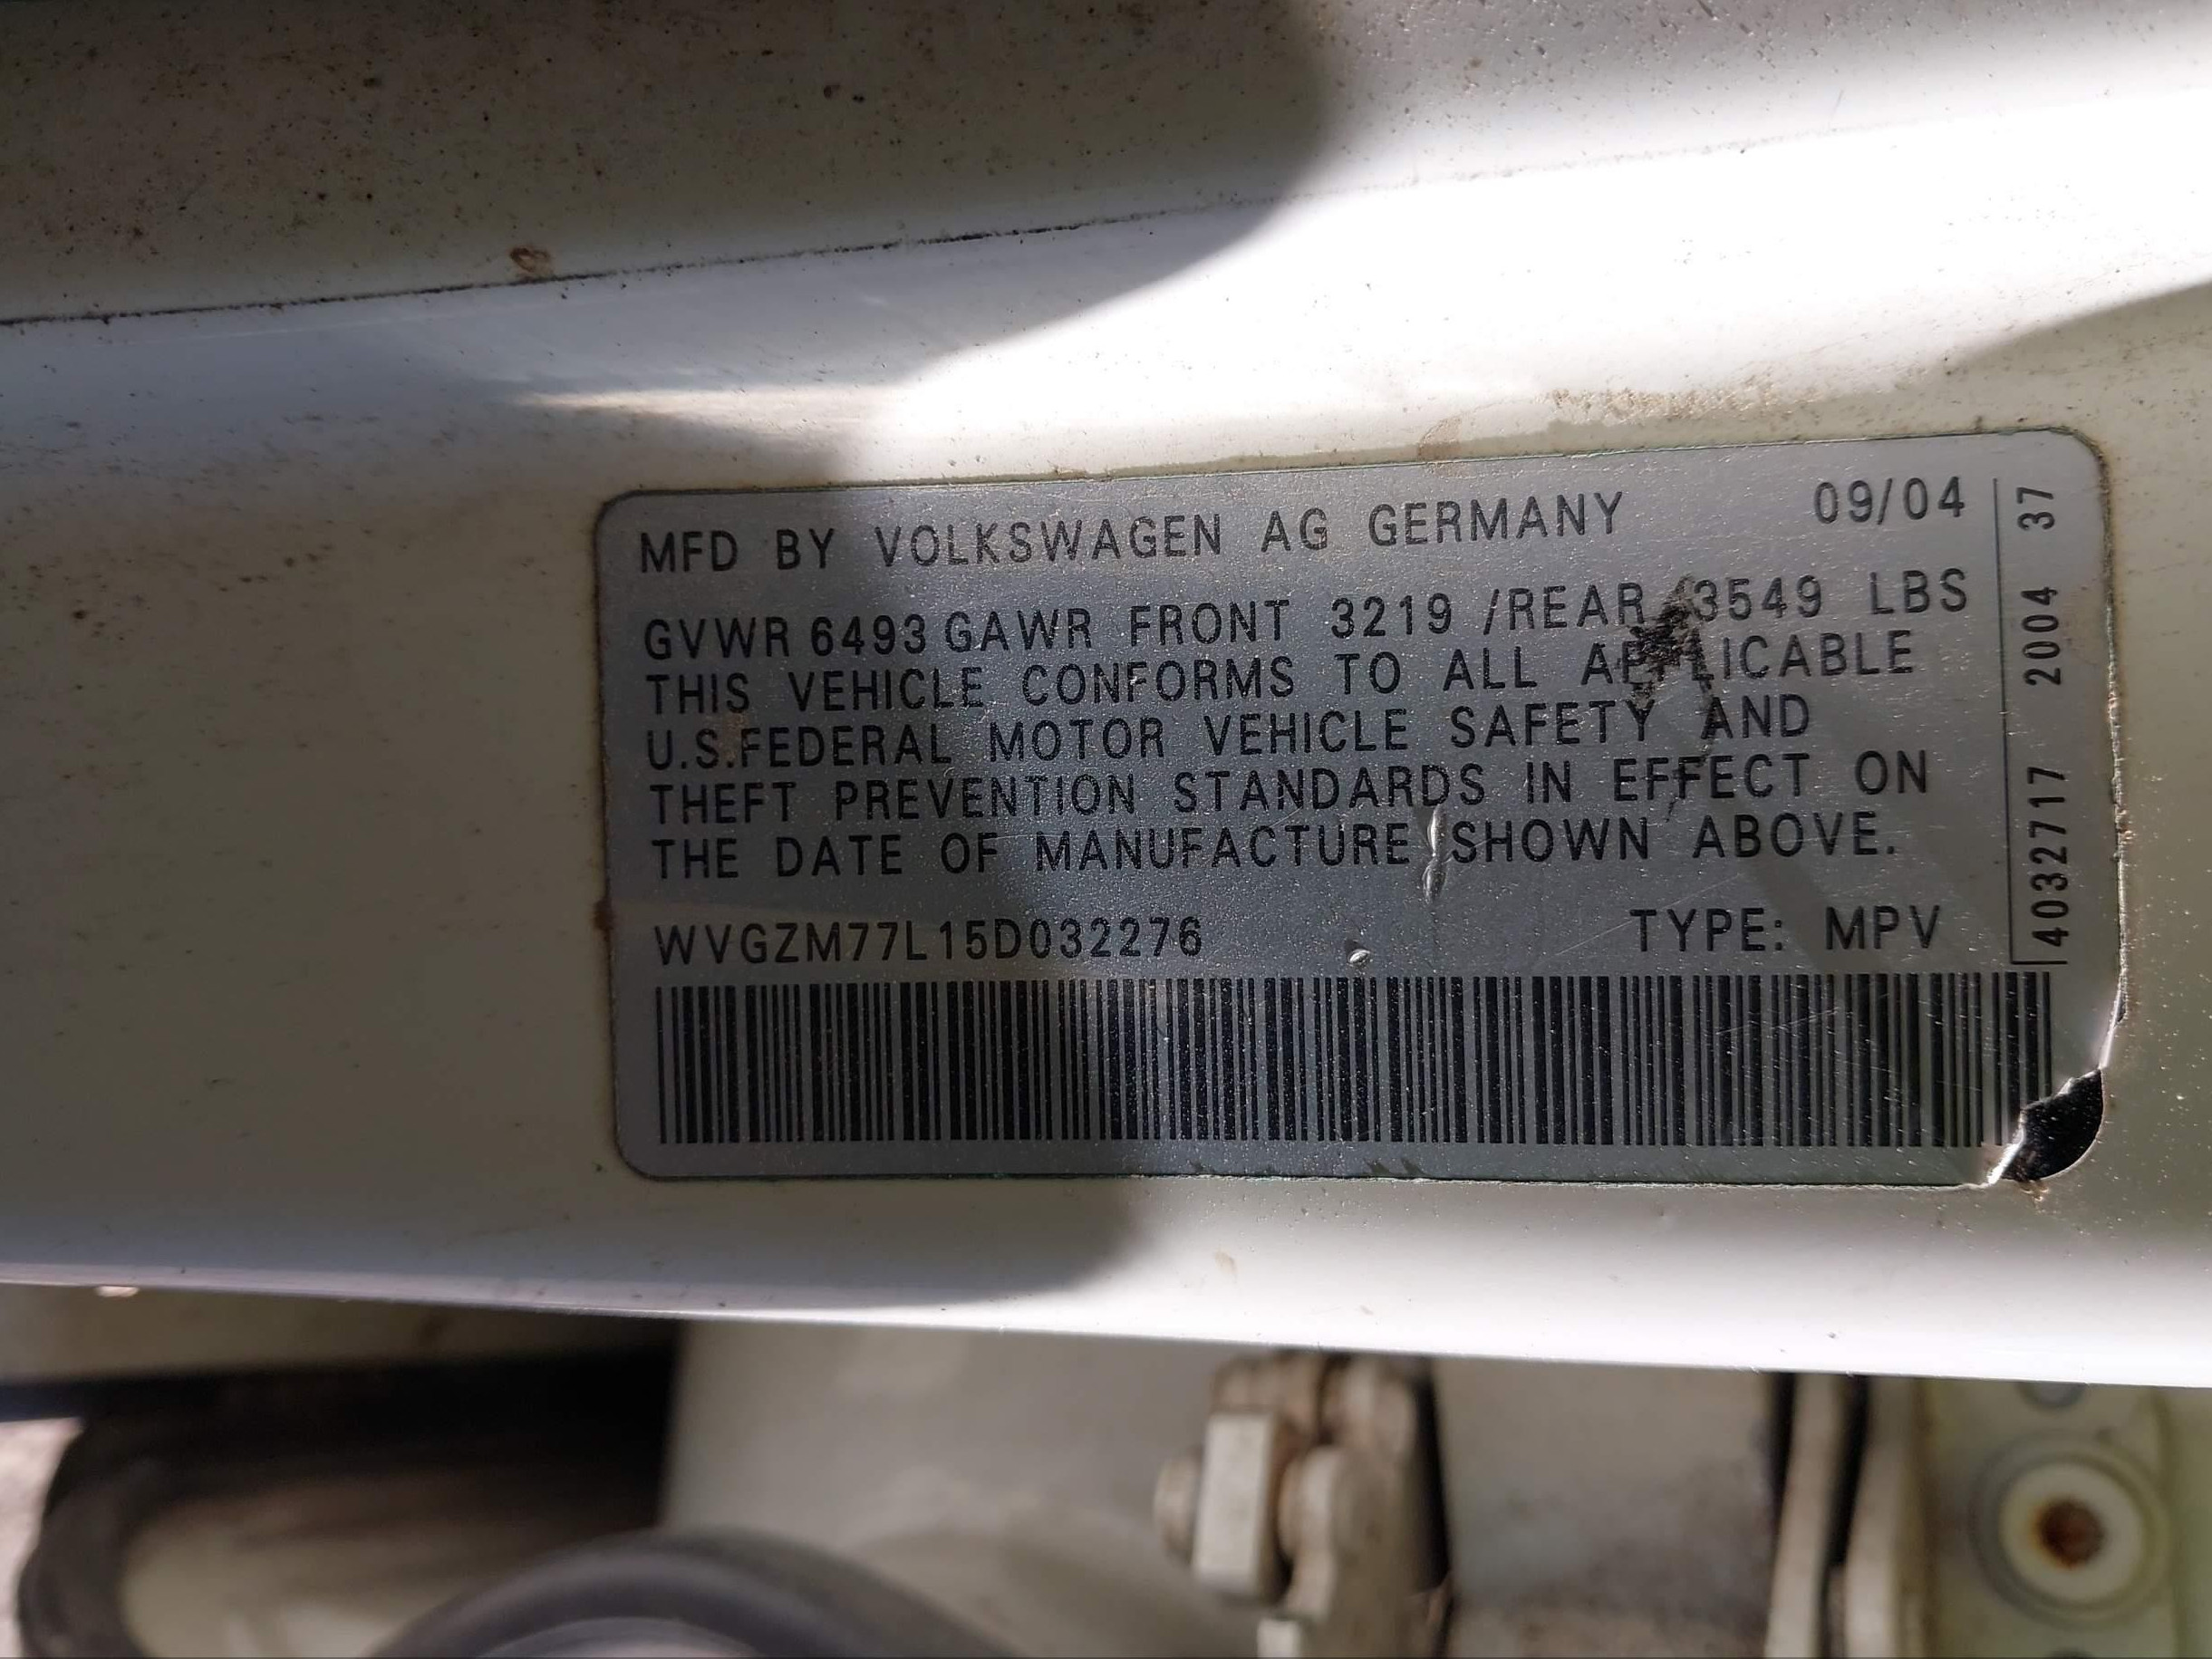 MFD BY VOLKSWAGEN AG GERMANY 09/04
GVWR 6493 GAWR FRONT 3219 /REAR 3549 LBS
THIS VEHICLE CONFORMS TO ALL APPLICABLE
U.S.FEDERAL MOTOR VEHICLE SAFETY AND
THEFT PREVENTION STANDARDS IN EFFECT ON
THE DATE OF MANUFACTURE SHOWN ABOVE.
WVGZM77L15D032276 TYPE: MPV
4032717 2004 37